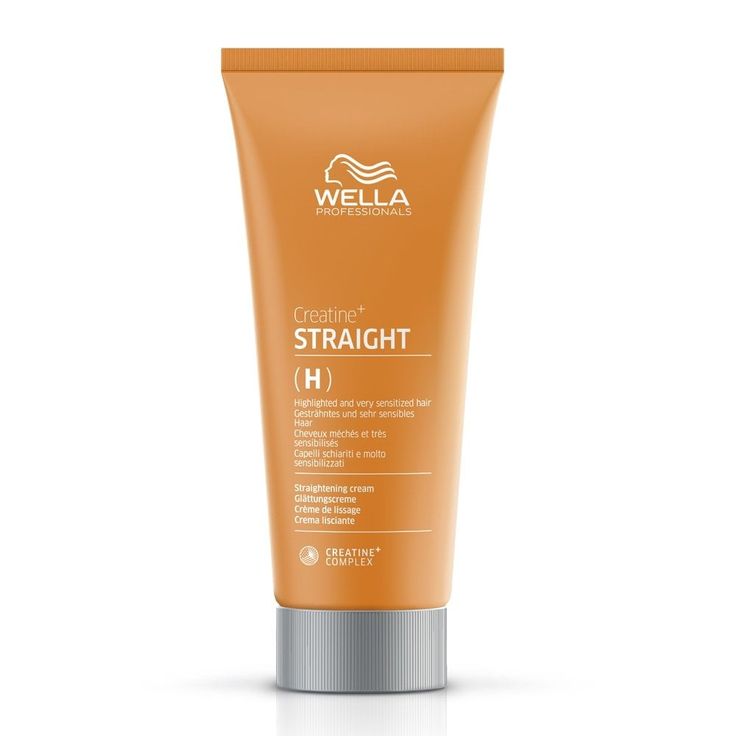 WELLA
PROFESSIONALS
Creatine+
STRAIGHT
(H)
Highlighted and very sensitized hair
Gesträhntes und sehr sensibles
Haar
Cheveux méchés et très
sensibilisés
Capelli schiariti e molto
sensibilizzati
Straightening cream
Glättungscreme
Crème de lissage
Crema lisciante
CREATINE+
COMPLEX